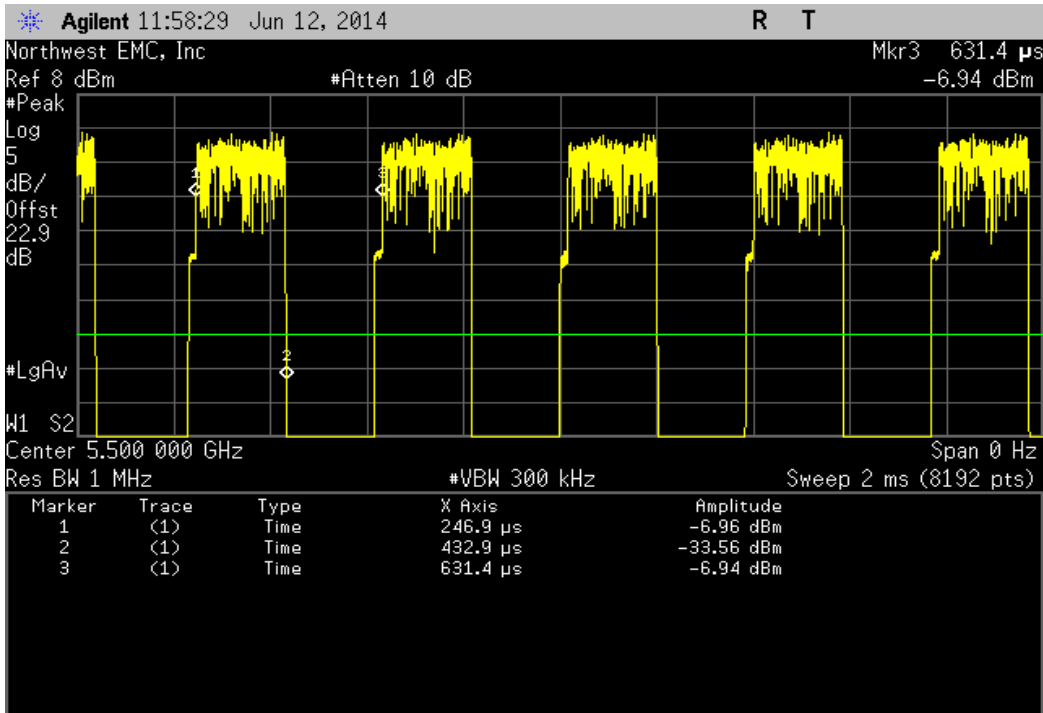 Agilent 11:58:29 Jun 12, 2014 R T
Northwest EMC, Inc Mkr3 631.4 µs
Ref 8 dBm #Atten 10 dB -6.94 dBm
#Peak
Log
5
dB/
Offst
22.9
dB
1
3
2
#LgAv
W1 S2
Center 5.500 000 GHz Span 0 Hz
Res BW 1 MHz #VBW 300 kHz Sweep 2 ms (8192 pts)
Marker Trace Type X Axis Amplitude
1 (1) Time 246.9 µs -6.96 dBm
2 (1) Time 432.9 µs -33.56 dBm
3 (1) Time 631.4 µs -6.94 dBm